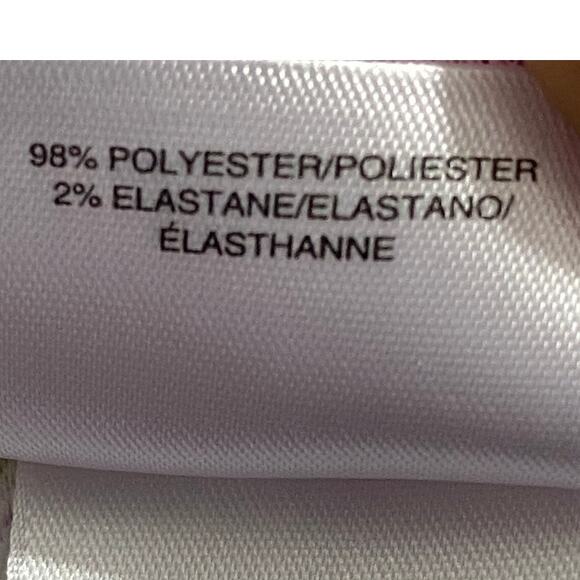 98% POLYESTER/POLIESTER
2% ELASTANE/ELASTANO/
ÉLASTHANNE